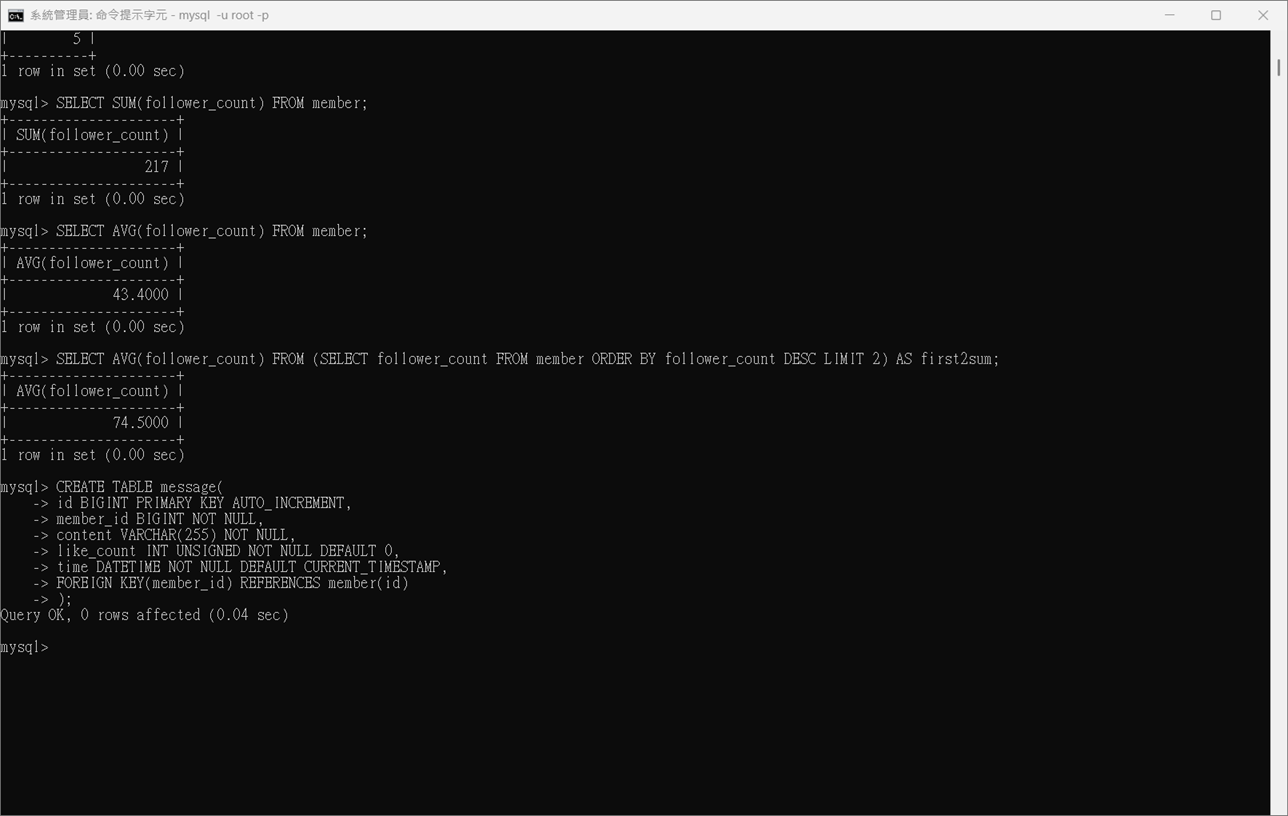 系統管理員: 命令提示字元 - mysql  -u root -p
|        5 |
+----------+
1 row in set (0.00 sec)
mysql> SELECT SUM(follower_count) FROM member;
+---------------------+
| SUM(follower_count) |
+---------------------+
|                 217 |
+---------------------+
1 row in set (0.00 sec)
mysql> SELECT AVG(follower_count) FROM member;
+---------------------+
| AVG(follower_count) |
+---------------------+
|             43.4000 |
+---------------------+
1 row in set (0.00 sec)
mysql> SELECT AVG(follower_count) FROM (SELECT follower_count FROM member ORDER BY follower_count DESC LIMIT 2) AS first2sum;
+---------------------+
| AVG(follower_count) |
+---------------------+
|             74.5000 |
+---------------------+
1 row in set (0.00 sec)
mysql> CREATE TABLE message(
    -> id BIGINT PRIMARY KEY AUTO_INCREMENT,
    -> member_id BIGINT NOT NULL,
    -> content VARCHAR(255) NOT NULL,
    -> like_count INT UNSIGNED NOT NULL DEFAULT 0,
    -> time DATETIME NOT NULL DEFAULT CURRENT_TIMESTAMP,
    -> FOREIGN KEY(member_id) REFERENCES member(id)
    -> );
Query OK, 0 rows affected (0.04 sec)
mysql>